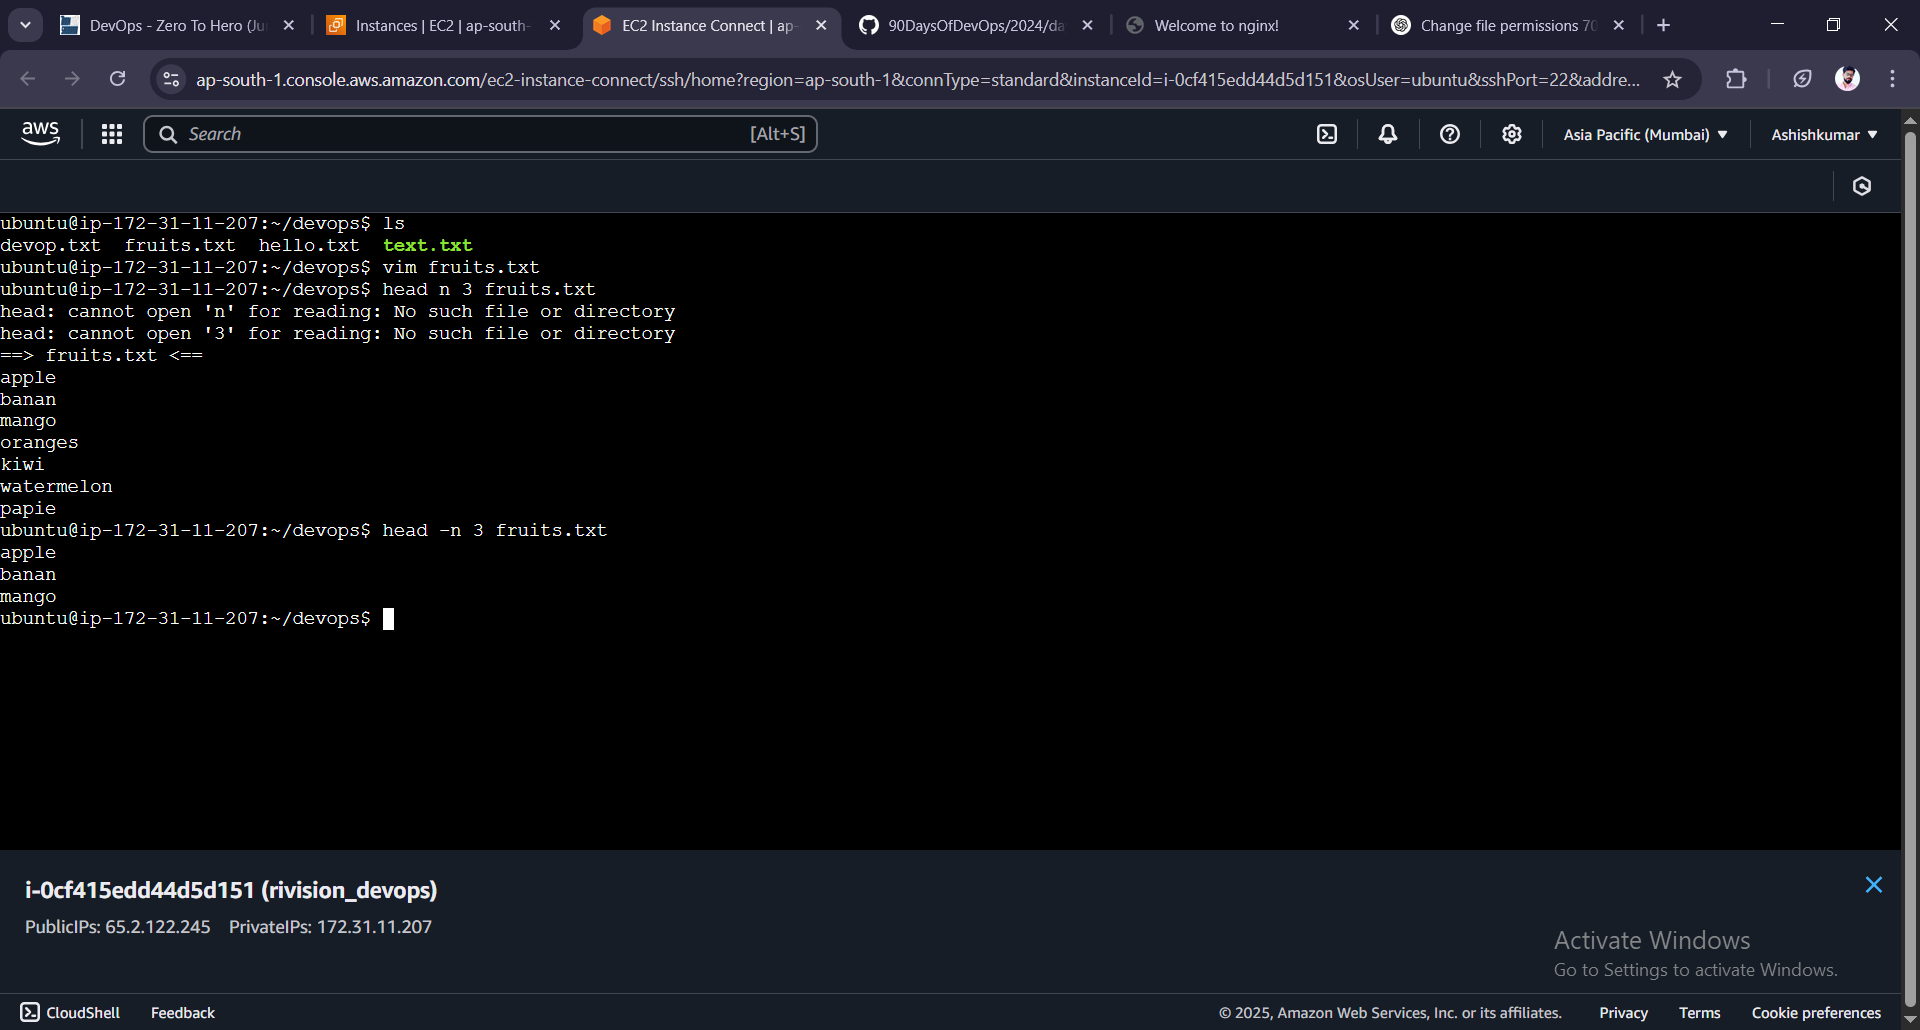 DevOps - Zero To Hero (Ju
Instances | EC2 | ap-south-
EC2 Instance Connect | ap-
90DaysOfDevOps/2024/da
Welcome to nginx!
Change file permissions 70
ap-south-1.console.aws.amazon.com/ec2-instance-connect/ssh/home?region=ap-south-1&connType=standard&instanceId=i-0cf415edd44d5d151&osUser=ubuntu&sshPort=22&addre...
aws
Search
[Alt+S]
Asia Pacific (Mumbai)
Ashishkumar
ubuntu@ip-172-31-11-207:~/devops$ ls
devop.txt fruits.txt hello.txt text.txt
ubuntu@ip-172-31-11-207:~/devops$ vim fruits.txt
ubuntu@ip-172-31-11-207:~/devops$ head n 3 fruits.txt
head: cannot open 'n' for reading: No such file or directory
head: cannot open '3' for reading: No such file or directory
==> fruits.txt <==
apple
banan
mango
oranges
kiwi
watermelon
papie
ubuntu@ip-172-31-11-207:~/devops$ head -n 3 fruits.txt
apple
banan
mango
ubuntu@ip-172-31-11-207:~/devops$
i-0cf415edd44d5d151 (rivision_devops)
PublicIPs: 65.2.122.245 PrivateIPs: 172.31.11.207
Activate Windows
Go to Settings to activate Windows.
CloudShell
Feedback
© 2025, Amazon Web Services, Inc. or its affiliates.
Privacy
Terms
Cookie preferences